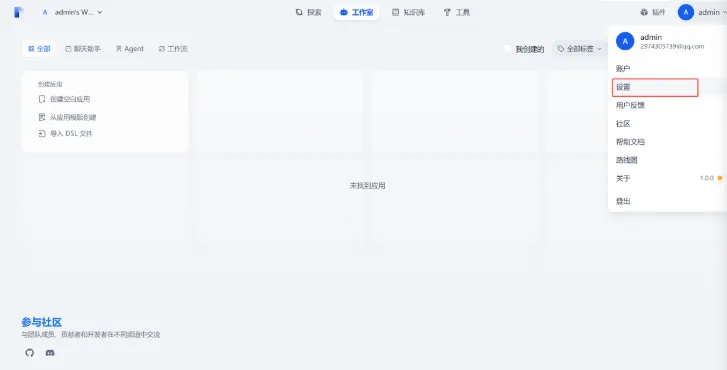 A admin's W...
探索
工作室
知识库
工具
插件
A admin
全部
聊天助手
Agent
工作流
我创建的
全部标签
创建应用
创建空白应用
从应用模版创建
导入 DSL 文件
未找到应用
A
admin
2974305739@qq.com
账户
设置
用户反馈
社区
帮助文档
路线图
关于 1.0.0
登出
参与社区
与团队成员、贡献者和开发者在不同频道中交流